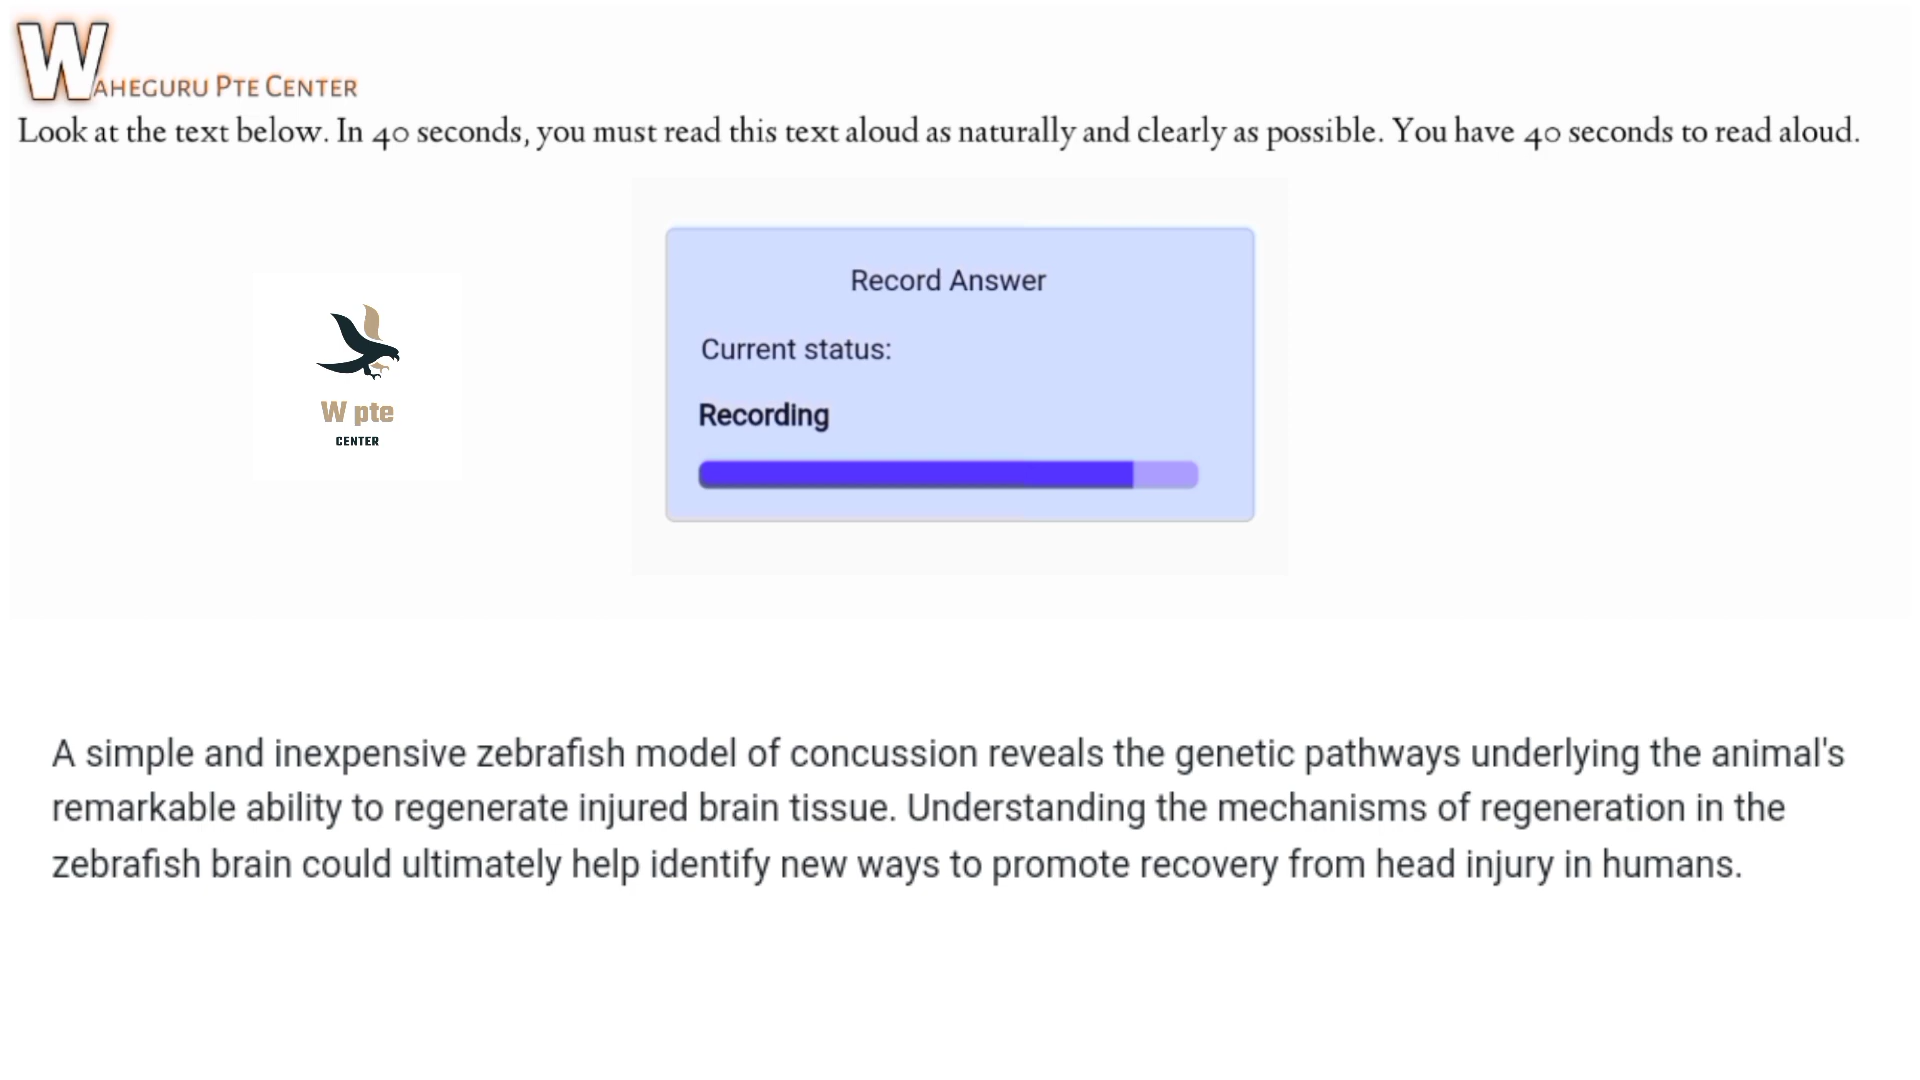 WAHEGURU PTE CENTER
Look at the text below. In 40 seconds, you must read this text aloud as naturally and clearly as possible. You have 40 seconds to read aloud.
Record Answer
Current status:
Recording
W pte
CENTER
A simple and inexpensive zebrafish model of concussion reveals the genetic pathways underlying the animal's
remarkable ability to regenerate injured brain tissue. Understanding the mechanisms of regeneration in the
zebrafish brain could ultimately help identify new ways to promote recovery from head injury in humans.